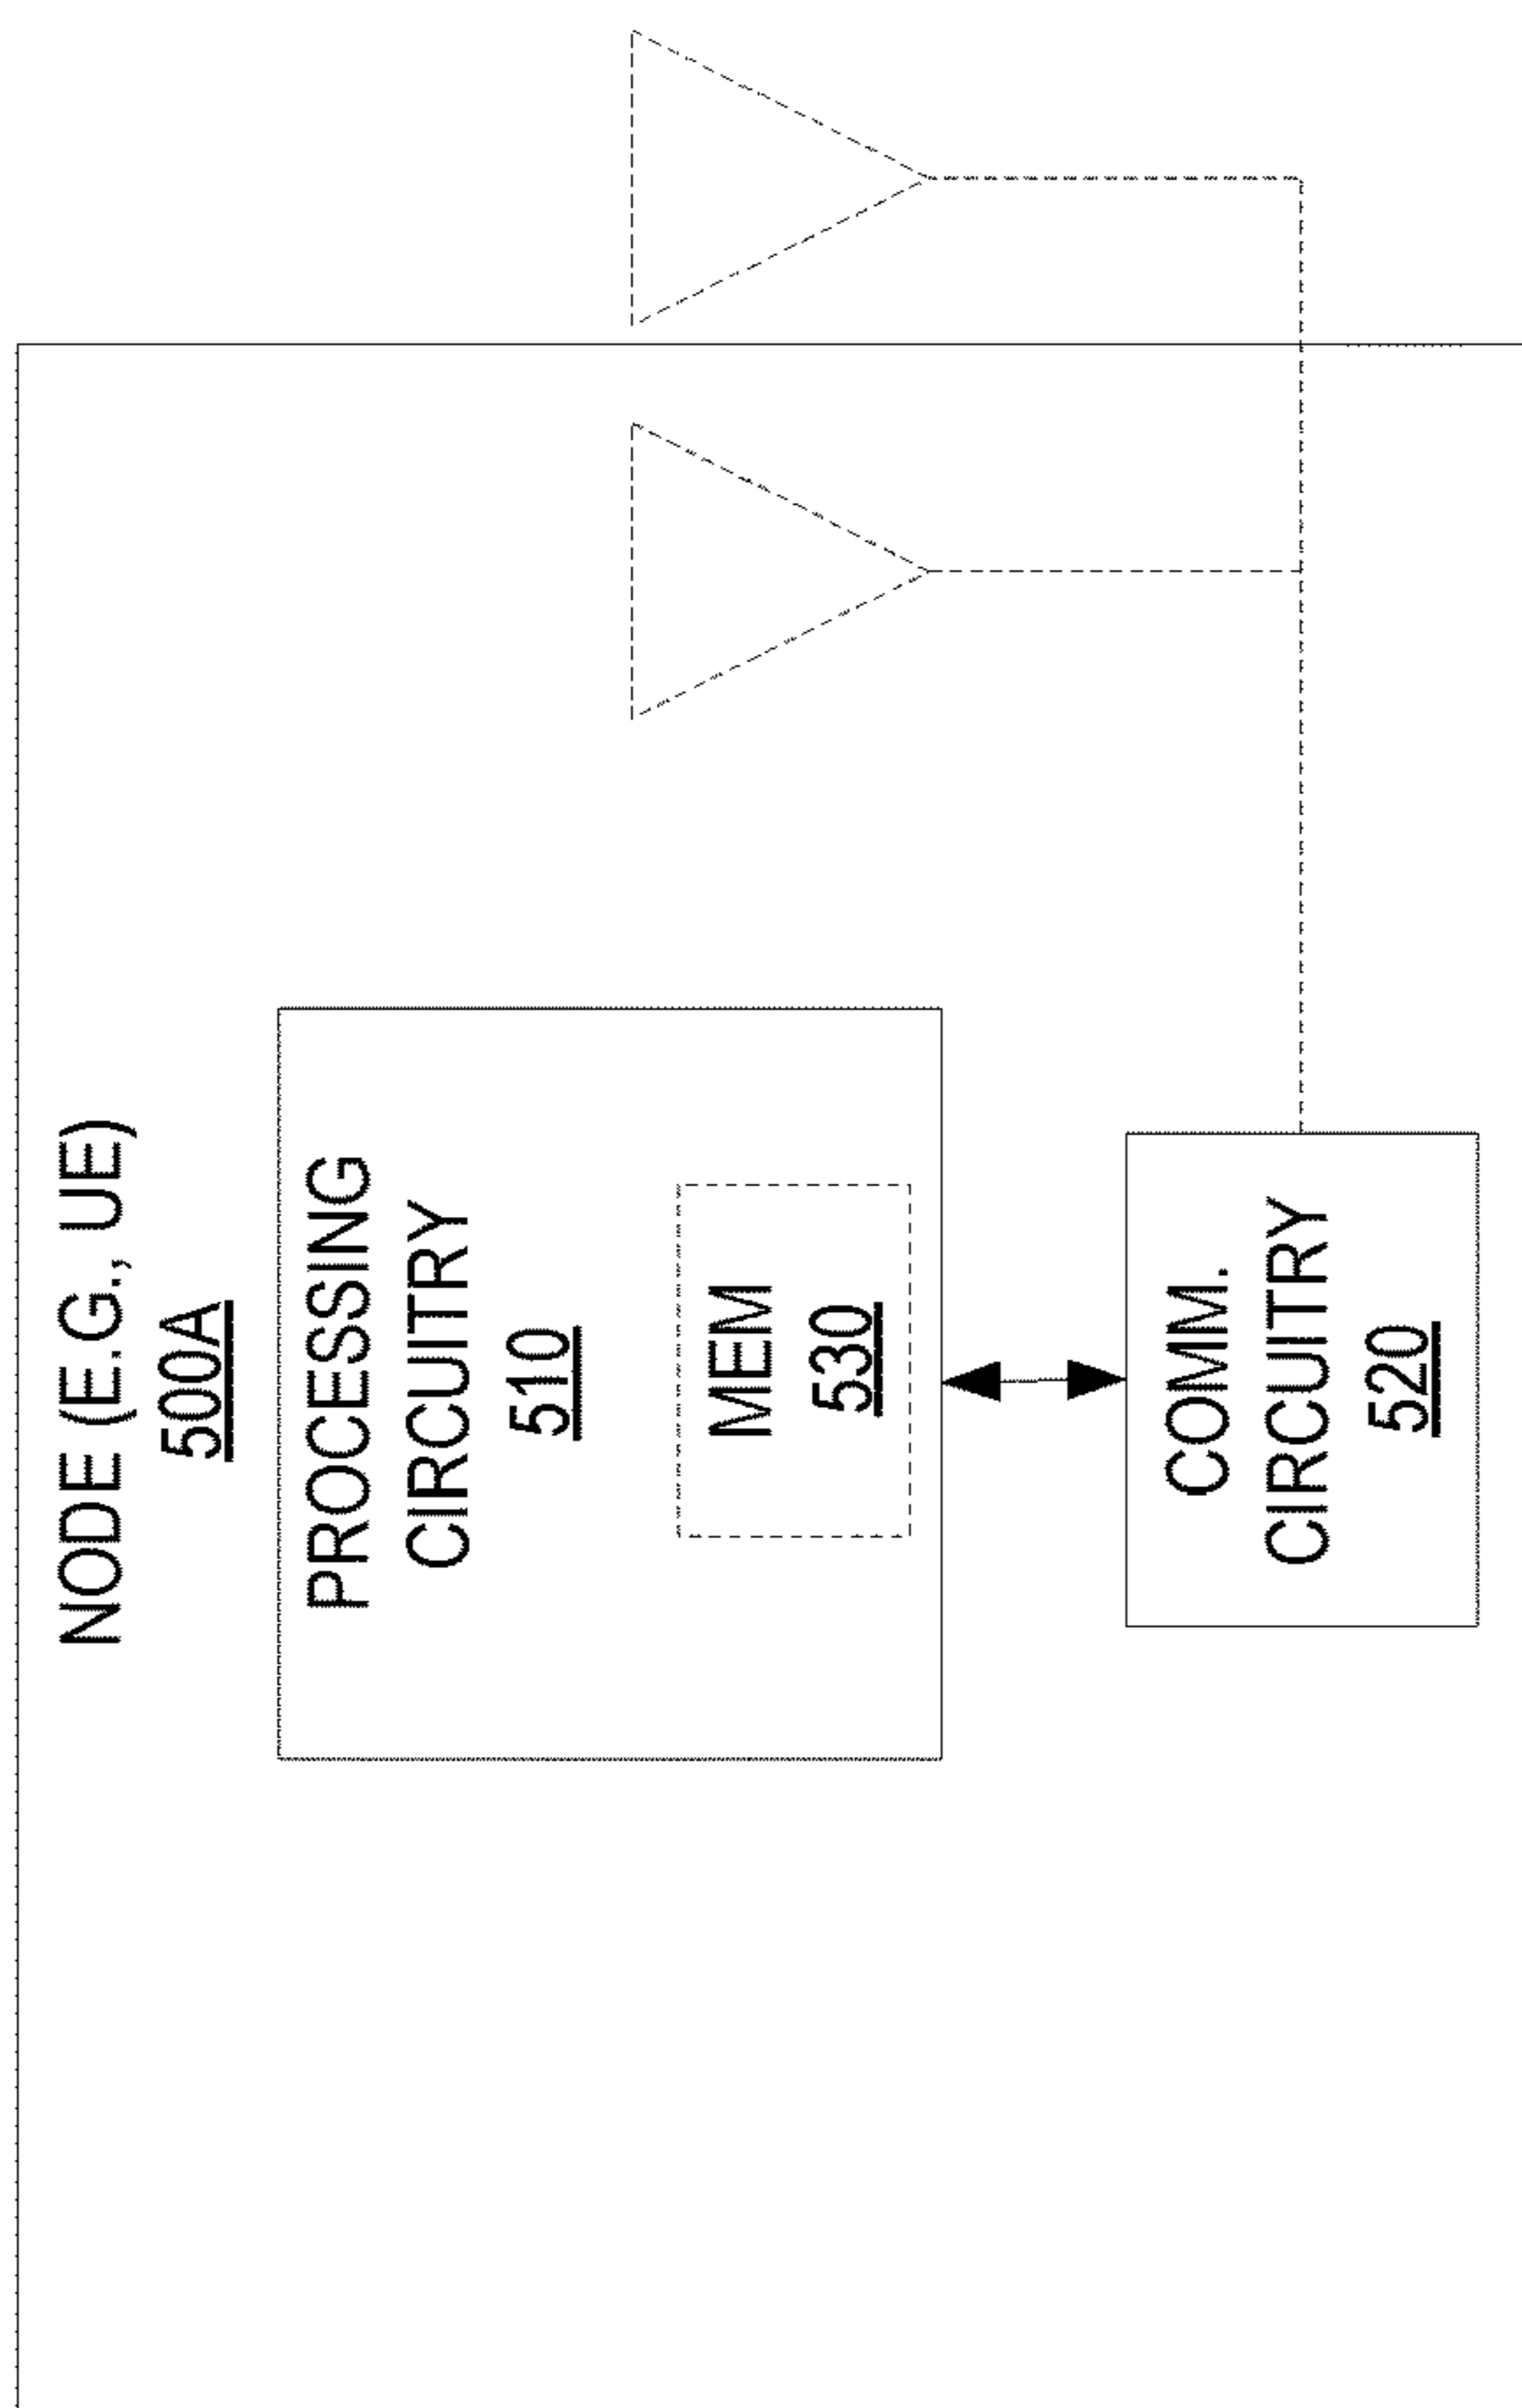 NODE (E.G., UE)
500A
PROCESSING
CIRCUITRY
510
MEM
530
COMM.
CIRCUITRY
520